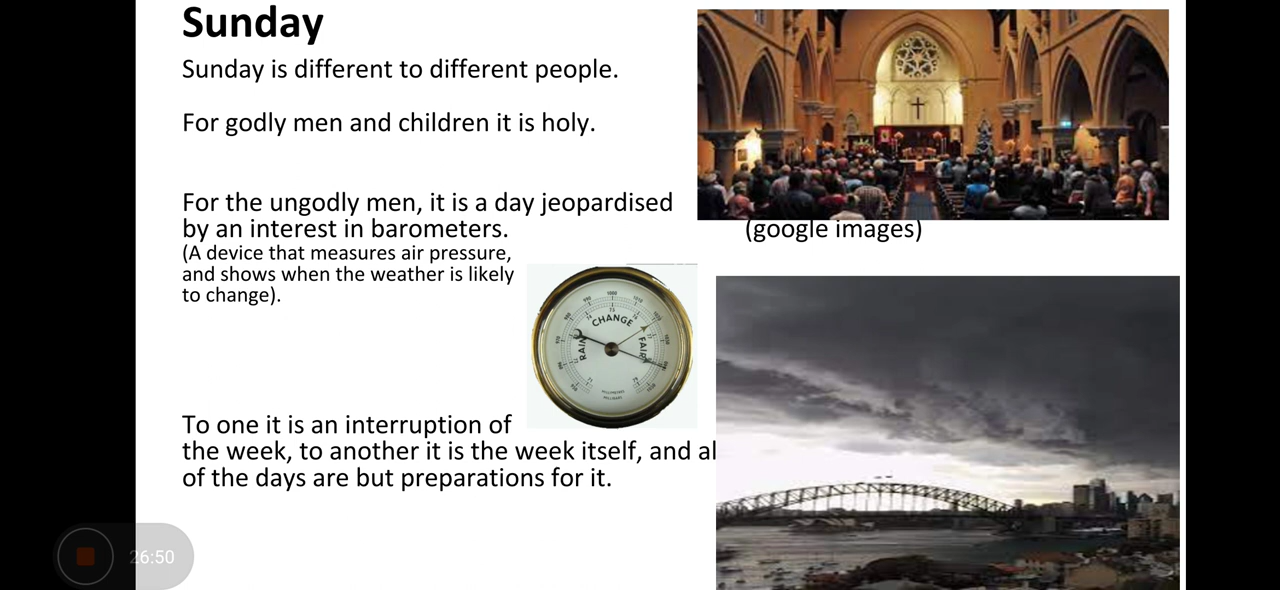 Sunday
Sunday is different to different people.
For godly men and children it is holy.
For the ungodly men, it is a day jeopardised
by an interest in barometers.
(google images)
(A device that measures air pressure,
and shows when the weather is likely
to change).
CHANGE
RAIN
FAIR
To one it is an interruption of
the week, to another it is the week itself, and al
of the days are but preparations for it.
26:50